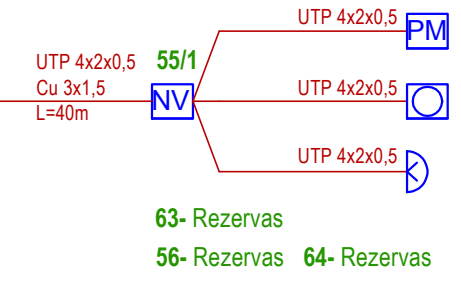 UTP 4x2x0,5
PM
UTP 4x2x0,5 55/1
Cu 3x1,5 NV UTP 4x2x0,5
L=40m
UTP 4x2x0,5
63- Rezervas
56- Rezervas 64- Rezervas